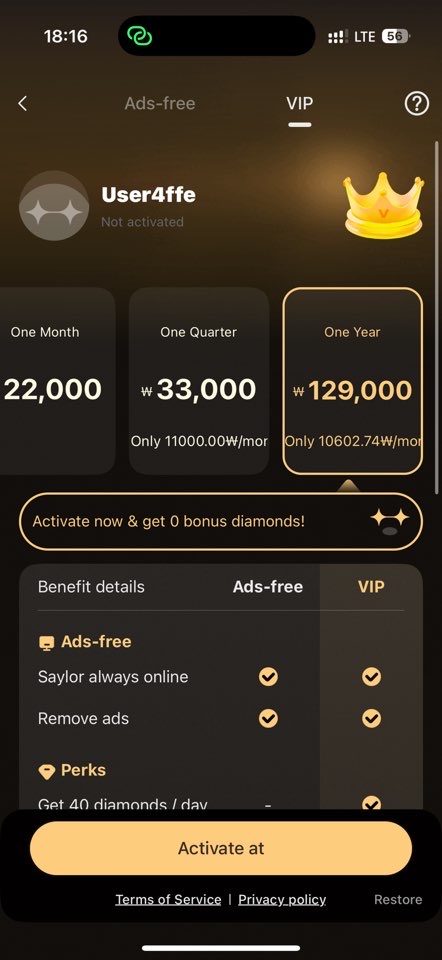 18:16
LTE 56
Ads-free VIP
User4ffe
Not activated
One Month One Quarter One Year
22,000 ₩33,000 ₩129,000
Only 11000.00₩/mor Only 10602.74₩/mor
Activate now & get 0 bonus diamonds!
Benefit details Ads-free VIP
Ads-free
Saylor always online
Remove ads
Perks
Get 40 diamonds / day -
Activate at
Terms of Service | Privacy policy Restore